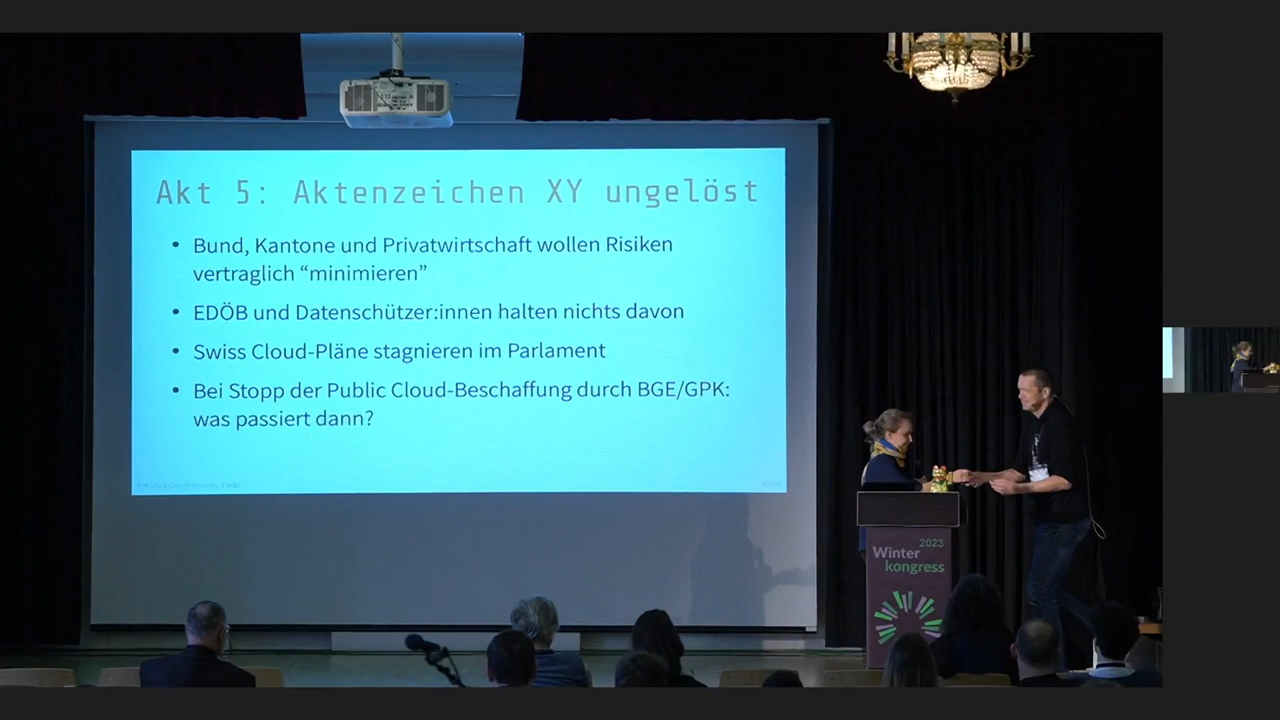 Akt 5: Aktenzeichen XY ungelöst
• Bund, Kantone und Privatwirtschaft wollen Risiken
vertraglich “minimieren”
• EDÖB und Datenschützer:innen halten nichts davon
• Swiss Cloud-Pläne stagnieren im Parlament
• Bei Stopp der Public Cloud-Beschaffung durch BGE/GPK:
was passiert dann?
2023
Winter
kongress